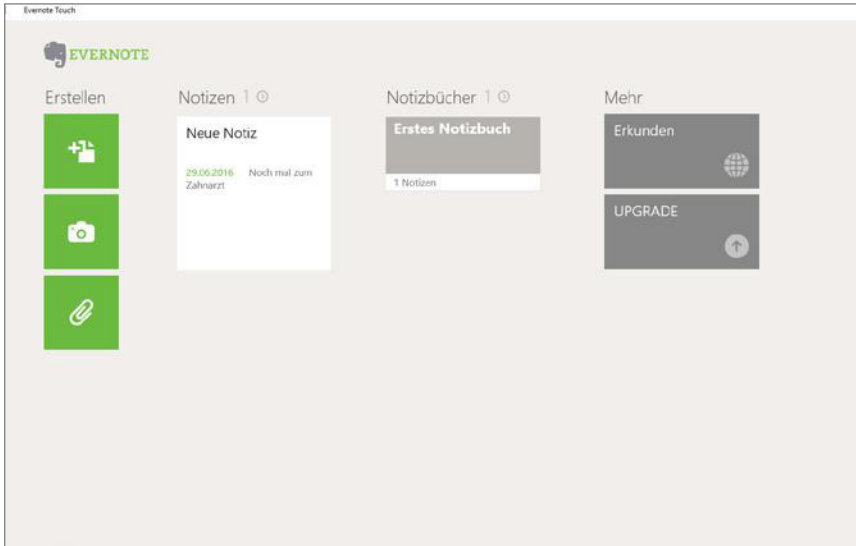 Evernote Touch
EVERNOTE
Erstellen
Notizen 1
Neue Notiz
29.06.2016 Noch mal zum
Zahnarzt
Notizbücher 1
Erstes Notizbuch
1 Notizen
Mehr
Erkunden
UPGRADE